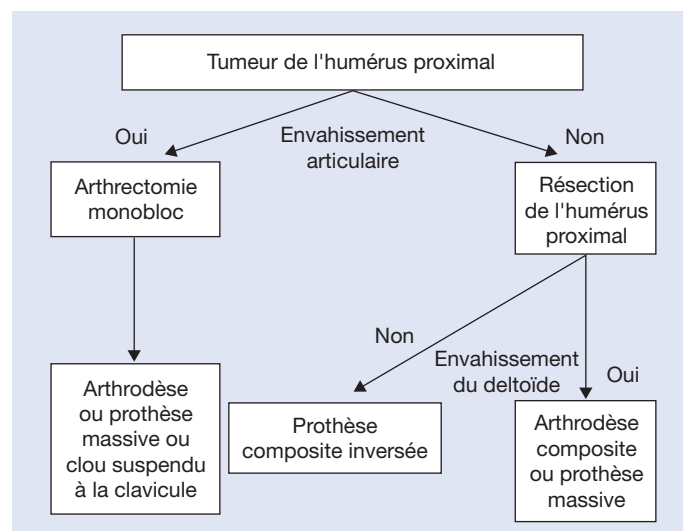 Tumeur de l'humérus proximal
Oui
Envahissement
articulaire
Non
Arthrectomie
monobloc
Résection
de l'humérus
proximal
Non
Envahissement
du deltoïde
Oui
Arthrodèse
ou prothèse
massive ou
clou suspendu
à la clavicule
Prothèse
composite inversée
Arthrodèse
composite
ou prothèse
massive